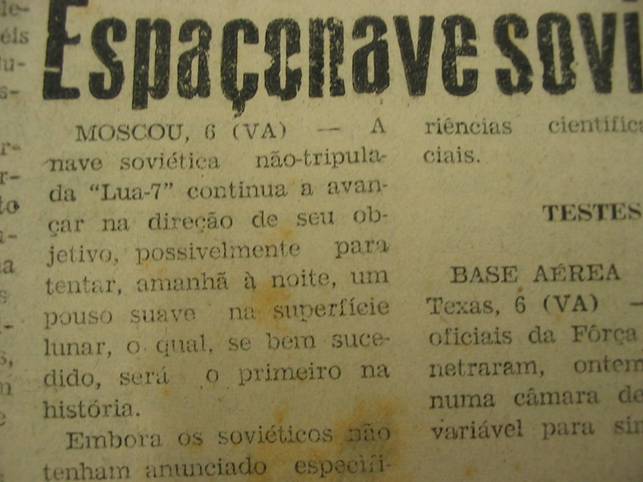 Espaçonave sovi
MOSCOU, 6 (VA) — A
nave soviética não-tripula-
da "Lua-7" continua a avan-
çar na direção de seu ob-
jetivo, possivelmente para
tentar, amanhã à noite, um
pouso suave na superfície
lunar, o qual, se bem suce-
dido, será o primeiro na
história.
Embora os soviéticos não
tenham anunciado especifi-
riências científica
ciais.
TESTES
BASE AÉREA
Texas, 6 (VA) —
oficiais da Fôrça
netraram, ontem
numa câmara de
variável para sim